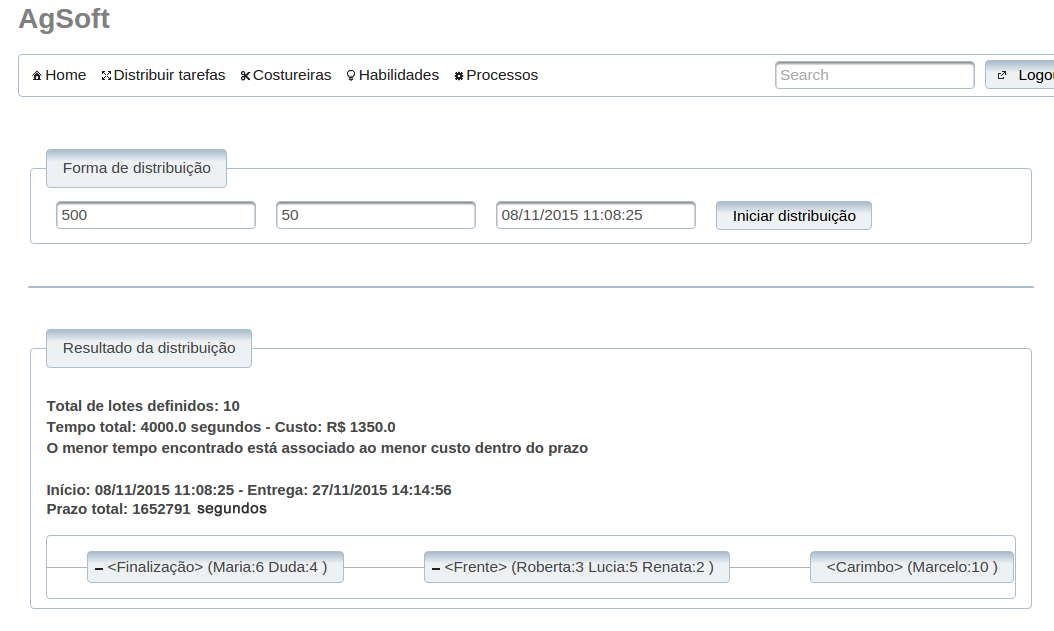 AgSoft
Home Distribuir tarefas Costureiras Habilidades Processos Search Logou
Forma de distribuição
500 50 08/11/2015 11:08:25 Iniciar distribuição
Resultado da distribuição
Total de lotes definidos: 10
Tempo total: 4000.0 segundos - Custo: R$ 1350.0
O menor tempo encontrado está associado ao menor custo dentro do prazo
Início: 08/11/2015 11:08:25 - Entrega: 27/11/2015 14:14:56
Prazo total: 1652791 segundos
<Finalização> (Maria:6 Duda:4 ) <Frente> (Roberta:3 Lucia:5 Renata:2 ) <Carimbo> (Marcelo:10 )